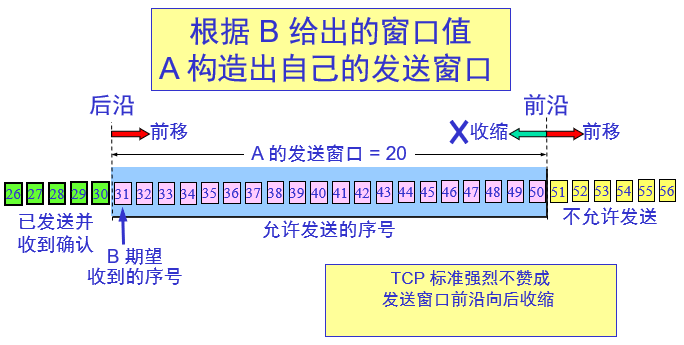 根据 B 给出的窗口值
A 构造出自己的发送窗口
后沿
前沿
前移
收缩
前移
A 的发送窗口 = 20
26 27 28 29 30 31 32 33 34 35 36 37 38 39 40 41 42 43 44 45 46 47 48 49 50 51 52 53 54 55 56
已发送并
收到确认
允许发送的序号
不允许发送
B 期望
收到的序号
TCP 标准强烈不赞成
发送窗口前沿向后收缩